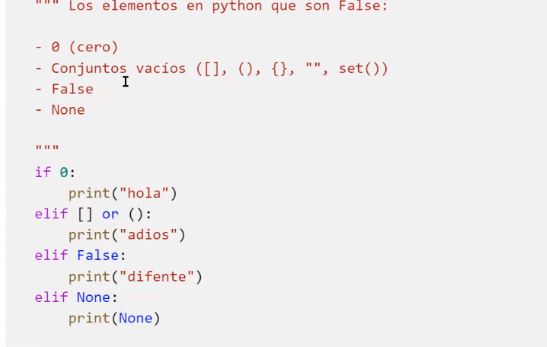 """ Los elementos en python que son False:
- 0 (cero)
- Conjuntos vacíos ([], (), {}, "", set())
- False
- None
"""
if 0:
    print("hola")
elif [] or ():
    print("adios")
elif False:
    print("difente")
elif None:
    print(None)